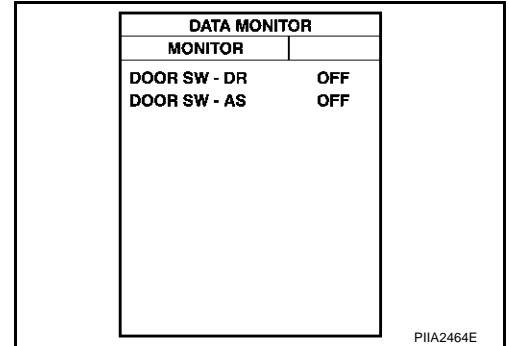 DATA MONITOR
MONITOR
DOOR SW - DR OFF
DOOR SW - AS OFF
PIIA2464E